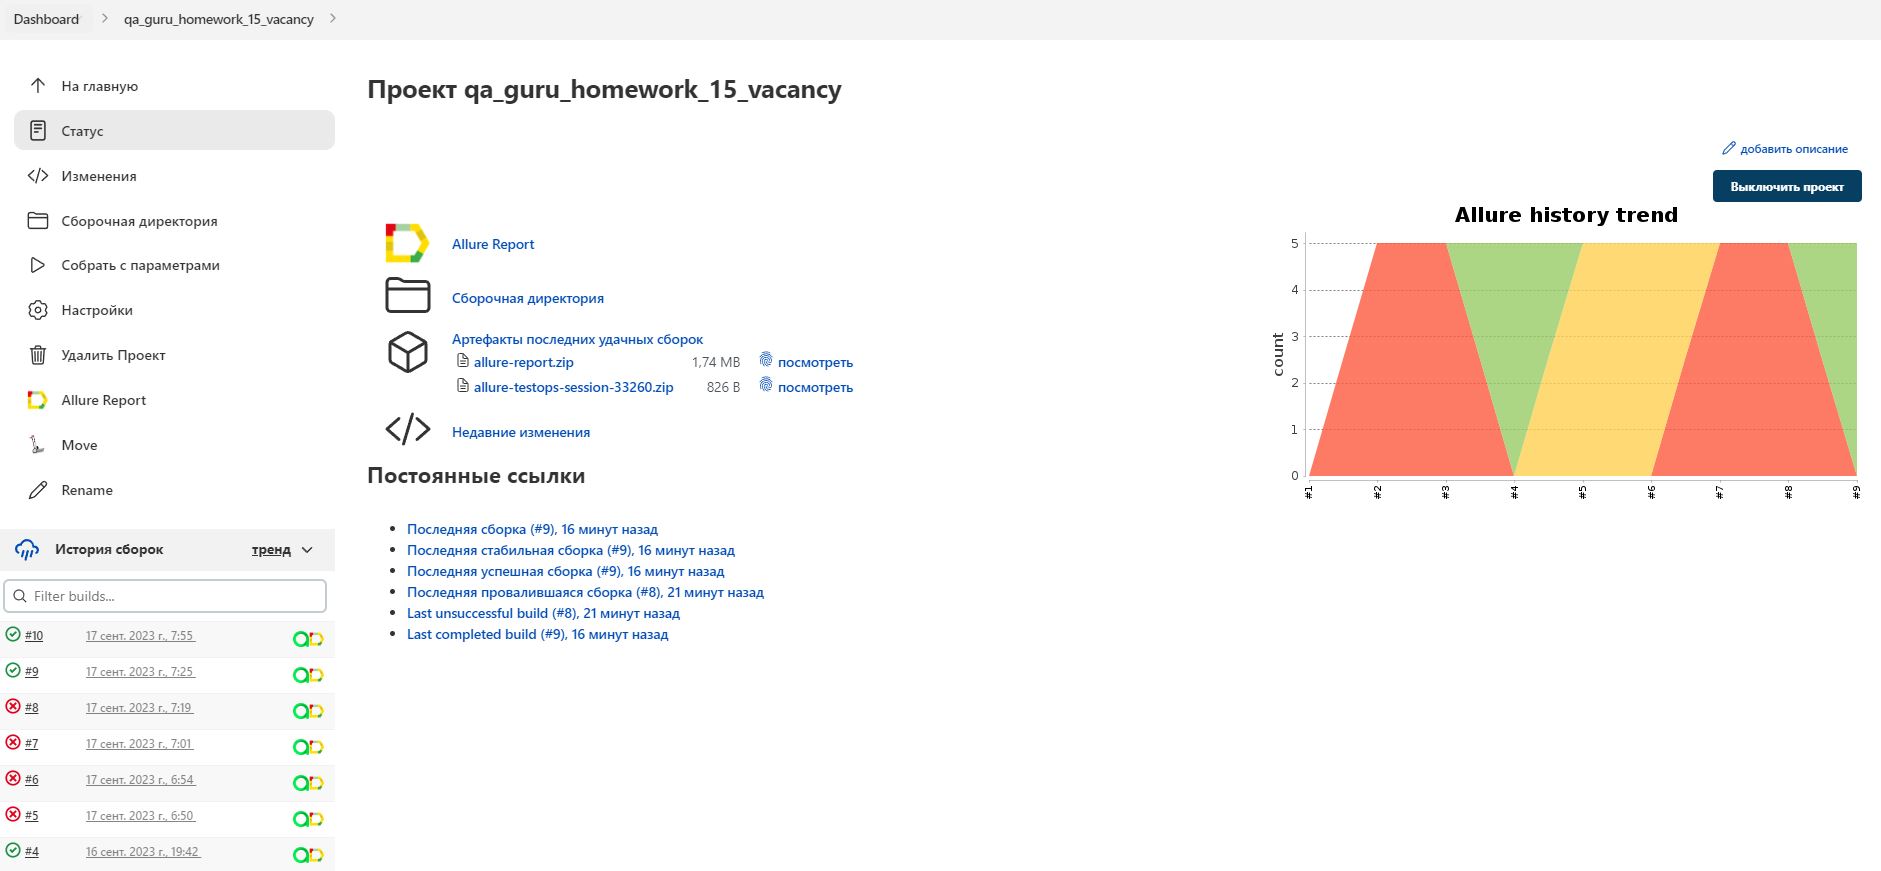 Dashboard
qa_guru_homework_15_vacancy
На главную
Статус
Изменения
Сборочная директория
Собрать с параметрами
Настройки
Удалить Проект
Allure Report
Move
Rename
История сборок
тренд
Filter builds...
#10 17 сент. 2023 г., 7:55
#9 17 сент. 2023 г., 7:25
#8 17 сент. 2023 г., 7:19
#7 17 сент. 2023 г., 7:01
#6 17 сент. 2023 г., 6:54
#5 17 сент. 2023 г., 6:50
#4 16 сент. 2023 г., 19:42
Проект qa_guru_homework_15_vacancy
добавить описание
Выключить проект
Allure Report
Сборочная директория
Артефакты последних удачных сборок
allure-report.zip 1,74 MB посмотреть
allure-testops-session-33260.zip 826 B посмотреть
Недавние изменения
Постоянные ссылки
Последняя сборка (#9), 16 минут назад
Последняя стабильная сборка (#9), 16 минут назад
Последняя успешная сборка (#9), 16 минут назад
Последняя провалившаяся сборка (#8), 21 минут назад
Last unsuccessful build (#8), 21 минут назад
Last completed build (#9), 16 минут назад
Allure history trend
count
5
4
3
2
1
0
#1 #2 #3 #4 #5 #6 #7 #8 #9